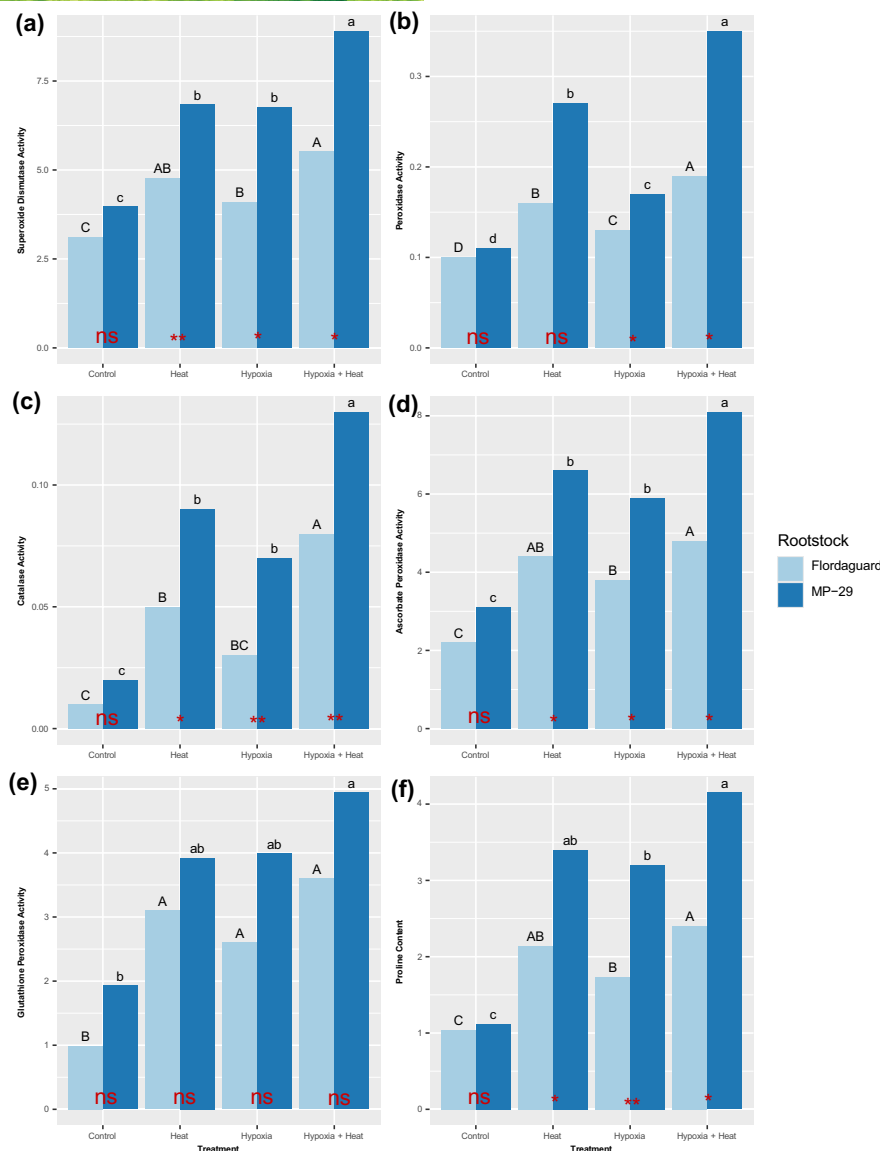 (a)
Superoxide Dismutase Activity
7.5
5.0
2.5
0.0
C
c
AB
b
B
b
A
a
ns
**
*
*
Control
Heat
Hypoxia
Hypoxia + Heat
(b)
Peroxidase Activity
0.3
0.2
0.1
0.0
D
d
B
b
C
c
A
a
ns
ns
*
*
Control
Heat
Hypoxia
Hypoxia + Heat
(c)
Catalase Activity
0.10
0.05
0.00
C
c
B
b
BC
b
A
a
ns
*
**
**
Control
Heat
Hypoxia
Hypoxia + Heat
(d)
Ascorbate Peroxidase Activity
8
6
4
2
0
C
c
AB
b
B
b
A
a
ns
*
*
*
Control
Heat
Hypoxia
Hypoxia + Heat
Rootstock
Flordaguard
MP−29
(e)
Glutathione Peroxidase Activity
5
4
3
2
1
0
B
b
A
ab
A
ab
A
a
ns
ns
ns
ns
Control
Heat
Hypoxia
Hypoxia + Heat
Treatment
(f)
Proline Content
4
3
2
1
0
C
c
AB
ab
B
b
A
a
ns
*
**
*
Control
Heat
Hypoxia
Hypoxia + Heat
Treatment